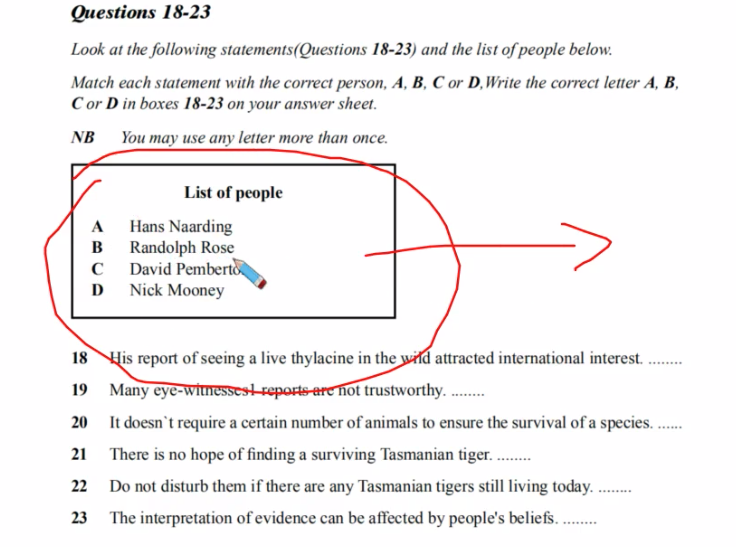 Questions 18-23
Look at the following statements(Questions 18-23) and the list of people below.
Match each statement with the correct person, A, B, C or D,Write the correct letter A, B,
C or D in boxes 18-23 on your answer sheet.
NB You may use any letter more than once.
List of people
A Hans Naarding
B Randolph Rose
C David
D Nick Mooney
18 His report of seeing a live thylacine in the wild attracted international interest. ........
19 Many eye-witnesses1 reports are not trustworthy. ........
20 It doesn`t require a certain number of animals to ensure the survival of a species. ......
21 There is no hope of finding a surviving Tasmanian tiger. ........
22 Do not disturb them if there are any Tasmanian tigers still living today. ........
23 The interpretation of evidence can be affected by people's beliefs. ........